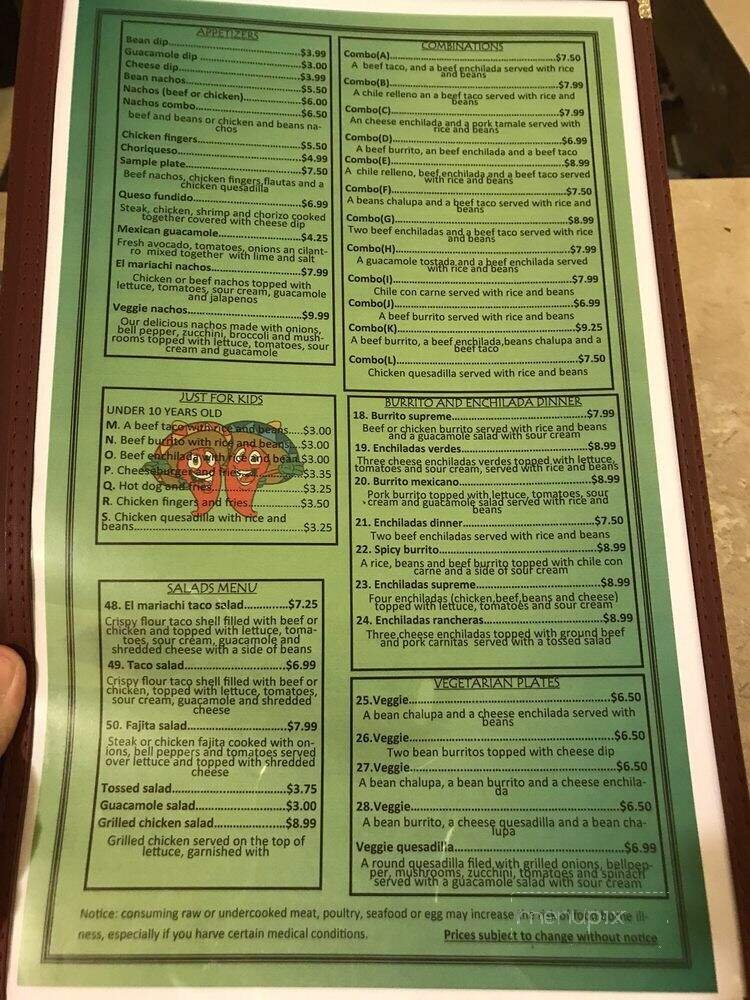 APPETIZERS
Bean dip...$3.99
Guacamole dip...$3.00
Cheese dip...$3.99
Bean nachos...$5.50
Nachos (beef or chicken)...$6.00
Nachos combo...$6.50
beef and beans or chicken and beans na-
chos
Chicken fingers...$5.50
Choriqueso...$4.99
Sample plate...$7.50
Beef nachos, chicken fingers,flautas and a
chicken quesadilla
Queso fundido...$6.99
Steak, chicken, shrimp and chorizo cooked
together covered with cheese dip
Mexican guacamole...$4.25
Fresh avocado, tomatoes, onions an cilant-
ro mixed together with lime and salt
El mariachi nachos...$7.99
Chicken or beef nachos topped with
lettuce, tomatoes, sour cream, guacamole
and jalapenos
Veggie nachos...$9.99
Our delicious nachos made with onions,
bell pepper, zucchini, broccoli and mush-
rooms topped with lettuce, tomatoes, sour
cream and guacamole
JUST FOR KIDS
UNDER 10 YEARS OLD
M. A beef taco with rice and beans...$3.00
N. Beef burrito with rice and beans...$3.00
O. Beef enchilada with rice and bean.$3.00
P. Cheeseburger and fries...$3.35
Q. Hot dog and fries...$3.25
R. Chicken fingers and fries...$3.50
S. Chicken quesadilla with rice and
beans...$3.25
SALADS MENU
48. El mariachi taco salad...$7.25
Crispy flour taco shell filled with beef or
chicken and topped with lettuce, toma-
toes, sour cream, guacamole and
shredded cheese with a side of beans
49. Taco salad...$6.99
Crispy flour taco shell filled with beef or
chicken, topped with lettuce, tomatoes,
sour cream, guacamole and shredded
cheese
50. Fajita salad...$7.99
Steak or chicken fajita cooked with on-
ions, bell peppers and tomatoes served
over lettuce and topped with shredded
cheese
Tossed salad...$3.75
Guacamole salad...$3.00
Grilled chicken salad...$8.99
Grilled chicken served on the top of
lettuce, garnished with
COMBINATIONS
Combo(A)...$7.50
A beef taco, and a beef enchilada served with rice
and beans
Combo(B)...$7.99
A chile relleno an a beef taco served with rice and
beans
Combo(C)...$7.99
An cheese enchilada and a pork tamale served with
rice and beans
Combo(D)...$6.99
A beef burrito, an beef enchilada and a beef taco
Combo(E)...$8.99
A chile relleno, beef enchilada and a beef taco served
with rice and beans
Combo(F)...$7.50
A beans chalupa and a beef taco served with rice and
beans
Combo(G)...$8.99
Two beef enchiladas and a beef taco served with rice
and beans
Combo(H)...$7.99
A guacamole tostada and a beef enchilada served
with rice and beans
Combo(I)...$7.99
Chile con carne served with rice and beans
Combo(J)...$6.99
A beef burrito served with rice and beans
Combo(K)...$9.25
A beef burrito, a beef enchilada,beans chalupa and a
beef taco
Combo(L)...$7.50
Chicken quesadilla served with rice and beans
BURRITO AND ENCHILADA DINNER
18. Burrito supreme...$7.99
Beef or chicken burrito served with rice and beans
and a guacamole salad with sour cream
19. Enchiladas verdes...$8.99
Three cheese enchiladas verdes topped with lettuce,
tomatoes and sour cream, served with rice and beans
20. Burrito mexicano...$8.99
Pork burrito topped with lettuce, tomatoes, sour
cream and guacamole salad served with rice and
beans
21. Enchiladas dinner...$7.50
Two beef enchiladas served with rice and beans
22. Spicy burrito...$8.99
A rice, beans and beef burrito topped with chile con
carne and a side of sour cream
23. Enchiladas supreme...$8.99
Four enchiladas (chicken,beef,beans and cheese)
topped with lettuce, tomatoes and sour cream
24. Enchiladas rancheras...$8.99
Three cheese enchiladas topped with ground beef
and pork carnitas served with a tossed salad
VEGETARIAN PLATES
25.Veggie...$6.50
A bean chalupa and a cheese enchilada served with
beans
26.Veggie...$6.50
Two bean burritos topped with cheese dip
27.Veggie...$6.50
A bean chalupa, a bean burrito and a cheese enchila-
da
28.Veggie...$6.50
A bean burrito, a cheese quesadilla and a bean cha-
lupa
Veggie quesadilla...$6.99
A round quesadilla filed with grilled onions, bellpep-
per, mushrooms, zucchini, tomatoes and spinach
served with a guacamole salad with sour cream
Notice: consuming raw or undercooked meat, poultry, seafood or egg may increase the risk of foodborne ill-
ness, especially if you harve certain medical conditions.
Prices subject to change without notice
menupix